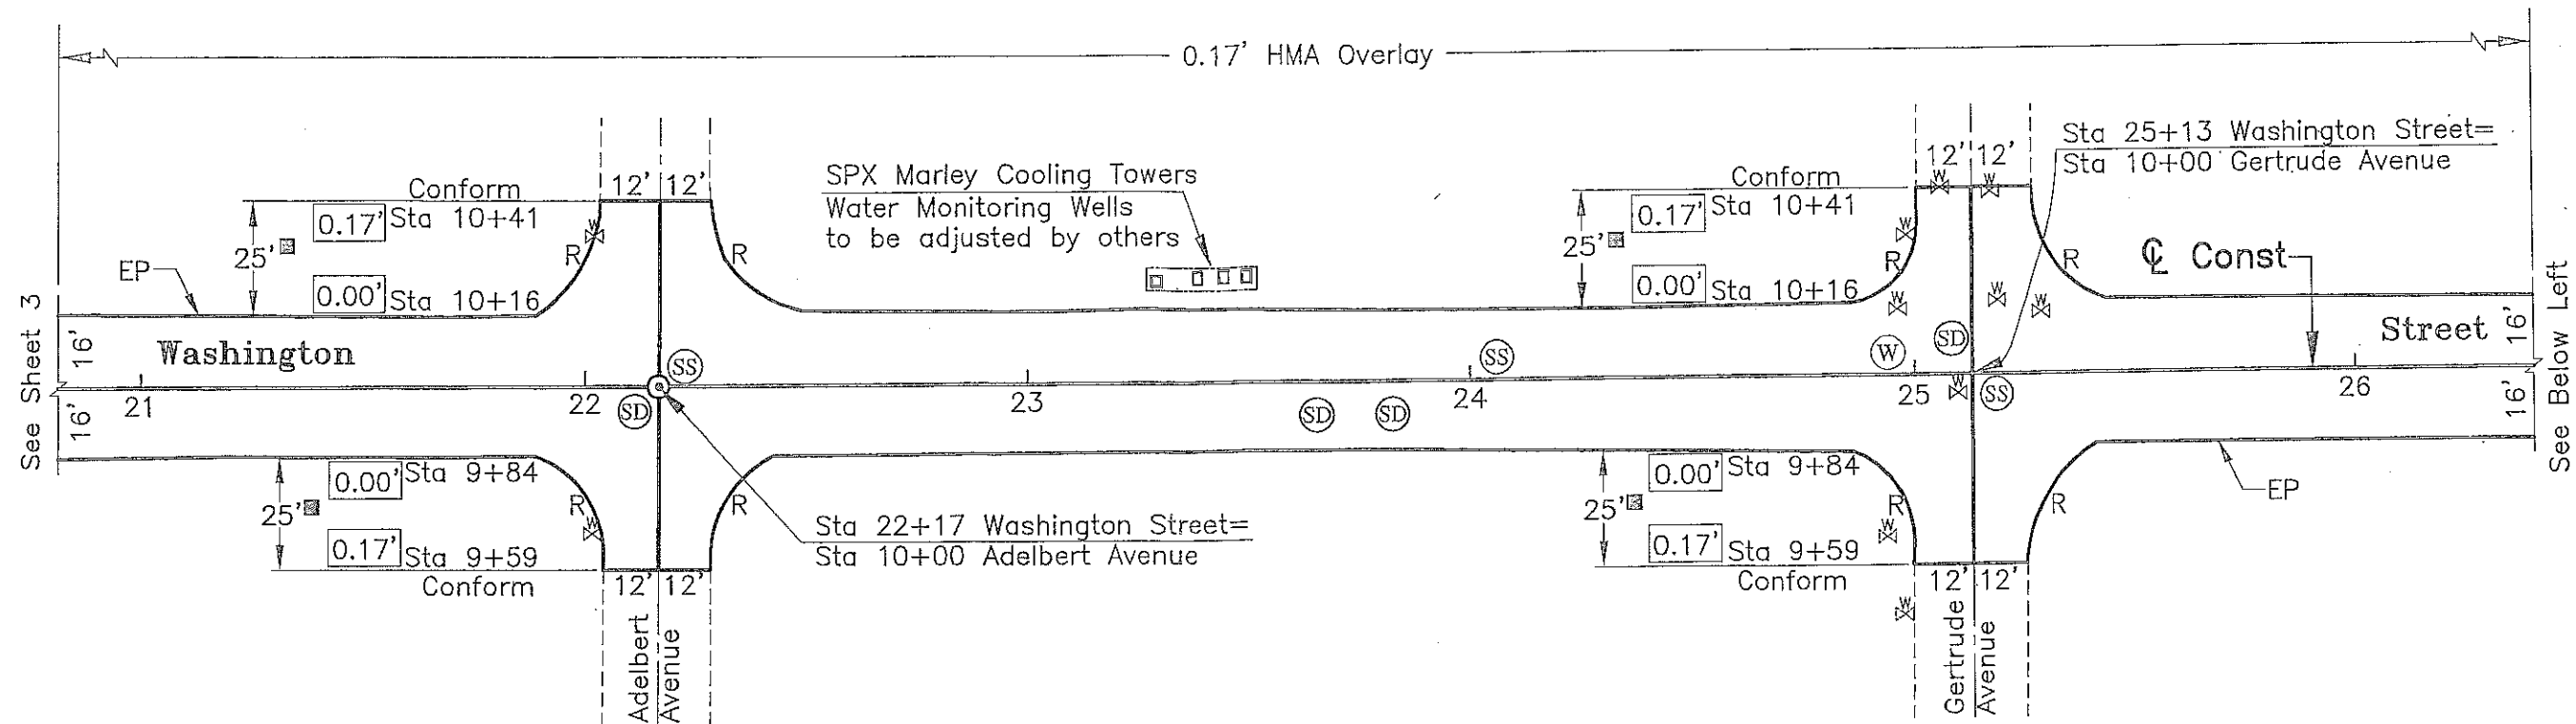 0.17' HMA Overlay
Sta 25+13 Washington Street=
Sta 10+00 Gertrude Avenue
SPX Marley Cooling Towers
Water Monitoring Wells
to be adjusted by others
Conform
12' 12'
0.17' Sta 10+41
25'
0.00' Sta 10+16
R
R
EP
Conform
12' 12'
W
W
0.17' Sta 10+41
25'
0.00' Sta 10+16
R
R
W
W
W
W
W
℄ Const
See Sheet 3
16'
16'
Washington
Street
16'
16'
See Below Left
SS
SD
SS
SD
SD
W
SD
W
SS
21
22
23
24
25
26
0.00' Sta 9+84
25'
0.17' Sta 9+59
Conform
R
R
W
12' 12'
Adelbert
Avenue
Sta 22+17 Washington Street=
Sta 10+00 Adelbert Avenue
0.00' Sta 9+84
25'
0.17' Sta 9+59
Conform
R
R
W
W
12' 12'
EP
Gertrude
Avenue